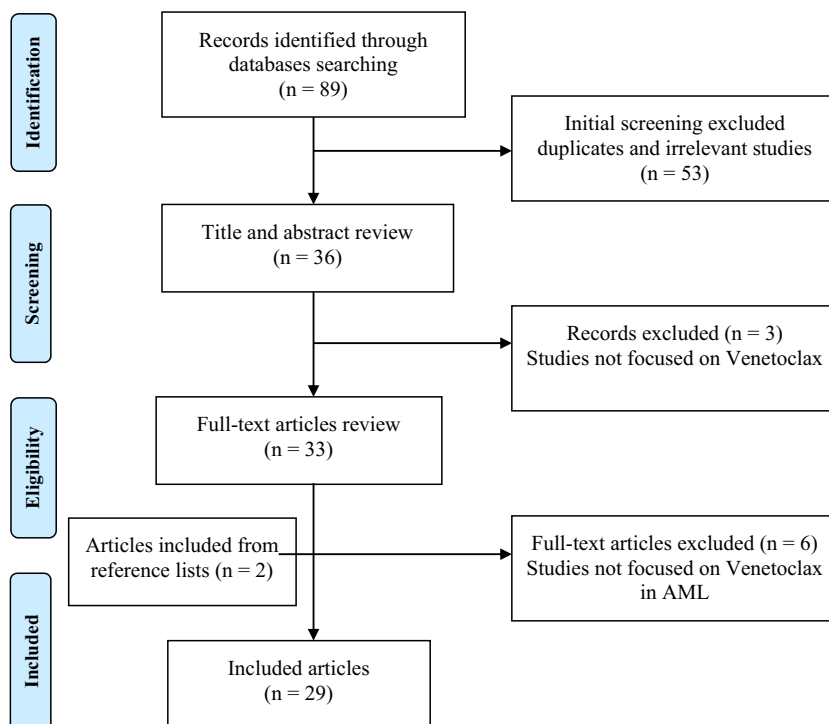 Identification
Records identified through
databases searching
(n = 89)
Initial screening excluded
duplicates and irrelevant studies
(n = 53)
Screening
Title and abstract review
(n = 36)
Records excluded (n = 3)
Studies not focused on Venetoclax
Eligibility
Full-text articles review
(n = 33)
Articles included from
reference lists (n = 2)
Full-text articles excluded (n = 6)
Studies not focused on Venetoclax
in AML
Included
Included articles
(n = 29)